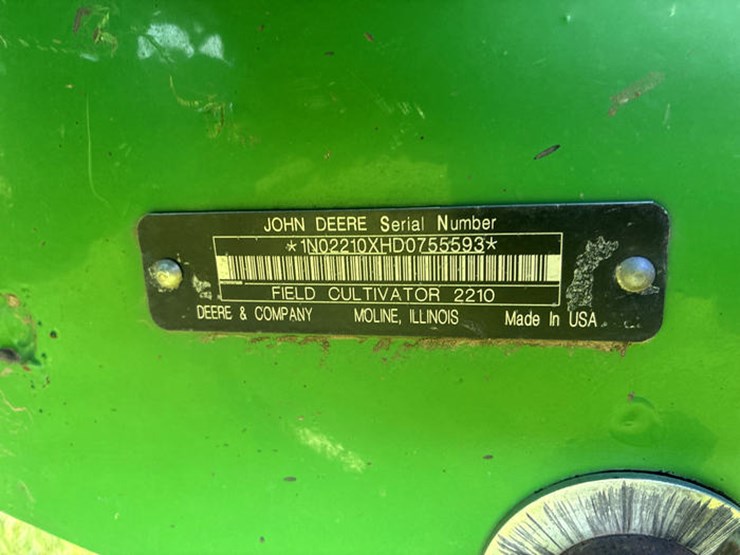 JOHN DEERE Serial Number
*1N02210XHD0755593*
FIELD CULTIVATOR 2210
DEERE & COMPANY MOLINE, ILLINOIS Made In USA